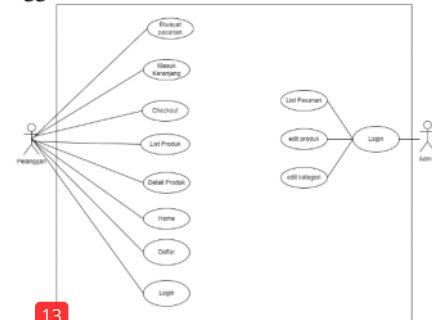 Riwayat
pesanan
Masuk
Keranjang
Checkout
List Produk
Detail Produk
Home
Daftar
Login
Pelanggan
List Pesanan
edit produk
edit kategori
Login
Admi
13